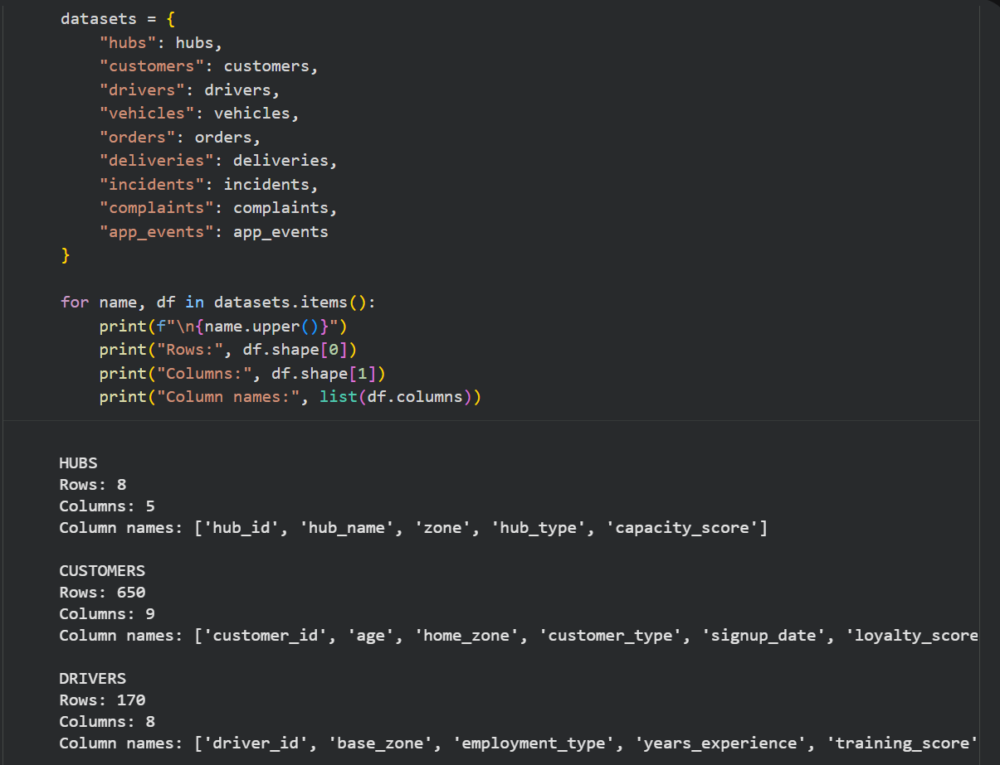 datasets = {
    "hubs": hubs,
    "customers": customers,
    "drivers": drivers,
    "vehicles": vehicles,
    "orders": orders,
    "deliveries": deliveries,
    "incidents": incidents,
    "complaints": complaints,
    "app_events": app_events
}

for name, df in datasets.items():
    print(f"\n{name.upper()}")
    print("Rows:", df.shape[0])
    print("Columns:", df.shape[1])
    print("Column names:", list(df.columns))

HUBS
Rows: 8
Columns: 5
Column names: ['hub_id', 'hub_name', 'zone', 'hub_type', 'capacity_score']

CUSTOMERS
Rows: 650
Columns: 9
Column names: ['customer_id', 'age', 'home_zone', 'customer_type', 'signup_date', 'loyalty_score

DRIVERS
Rows: 170
Columns: 8
Column names: ['driver_id', 'base_zone', 'employment_type', 'years_experience', 'training_score'